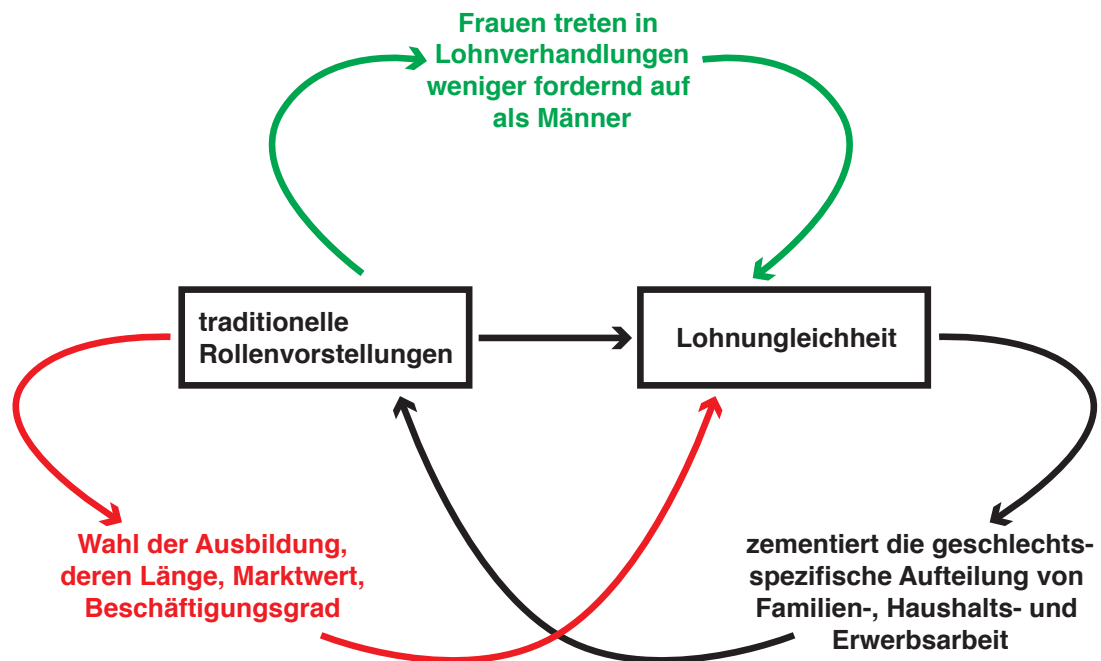 Frauen treten in
Lohnverhandlungen
weniger fordernd auf
als Männer
traditionelle
Rollenvorstellungen
Lohnungleichheit
Wahl der Ausbildung,
deren Länge, Marktwert,
Beschäftigungsgrad
zementiert die geschlechts-
spezifische Aufteilung von
Familien-, Haushalts- und
Erwerbsarbeit